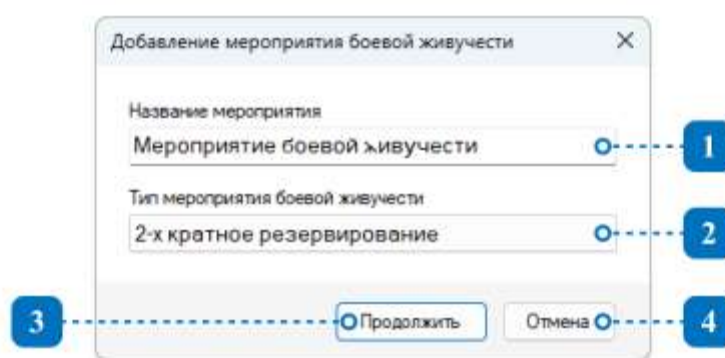 Добавление мероприятия боевой живучести
Название мероприятия
Мероприятие боевой живучести
1
Тип мероприятия боевой живучести
2-х кратное резервирование
2
3
Продолжить
Отмена
4